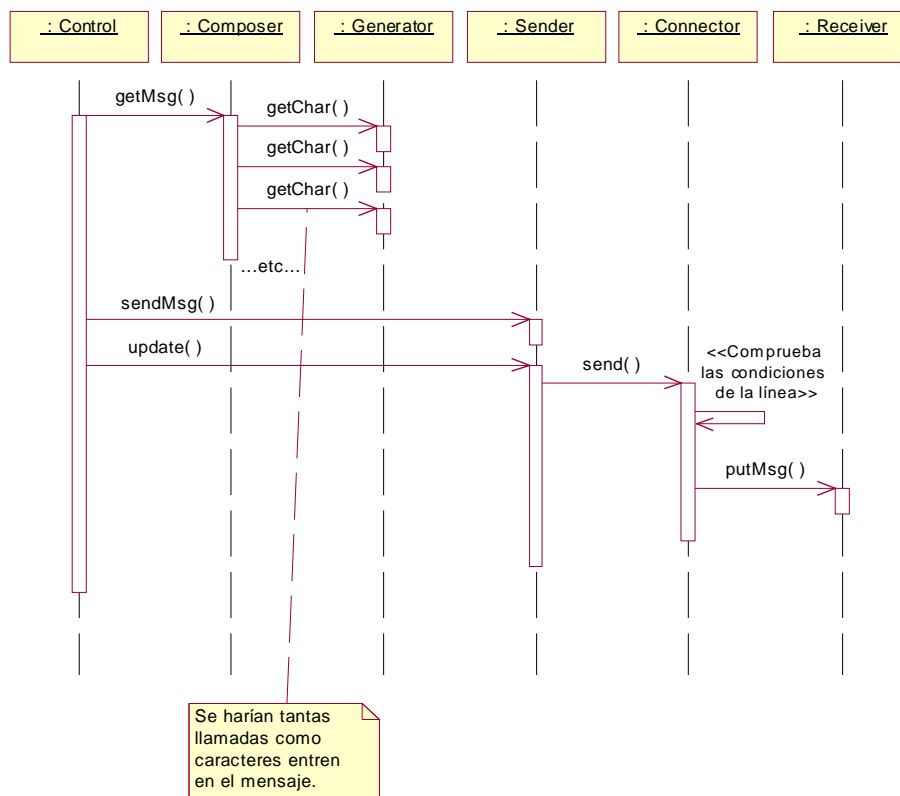 : Control
: Composer
: Generator
: Sender
: Connector
: Receiver
getMsg( )
getChar( )
getChar( )
getChar( )
...etc...
sendMsg( )
update( )
send( )
<<Comprueba
las condiciones
de la línea>>
putMsg( )
Se harían tantas
llamadas como
caracteres entren
en el mensaje.